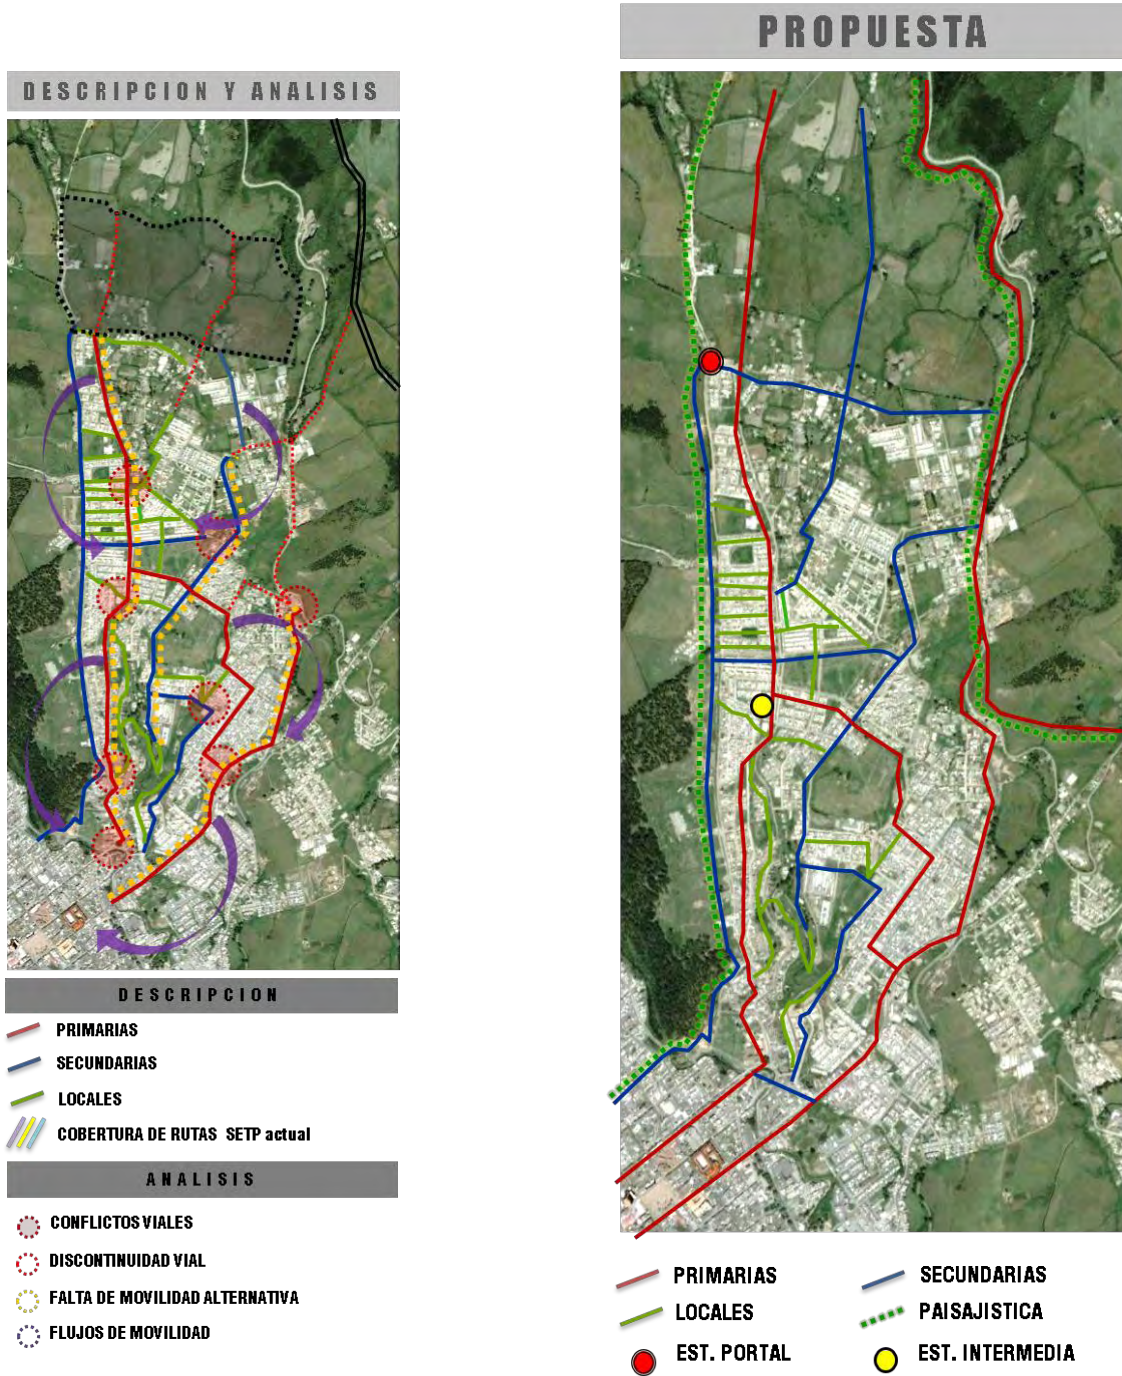 PROPUESTA
DESCRIPCION Y ANALISIS
DESCRIPCION
PRIMARIAS
SECUNDARIAS
LOCALES
COBERTURA DE RUTAS SETP actual
ANALISIS
CONFLICTOS VIALES
DISCONTINUIDAD VIAL
FALTA DE MOVILIDAD ALTERNATIVA
FLUJOS DE MOVILIDAD
PRIMARIAS
SECUNDARIAS
LOCALES
PAISAJISTICA
EST. PORTAL
EST. INTERMEDIA